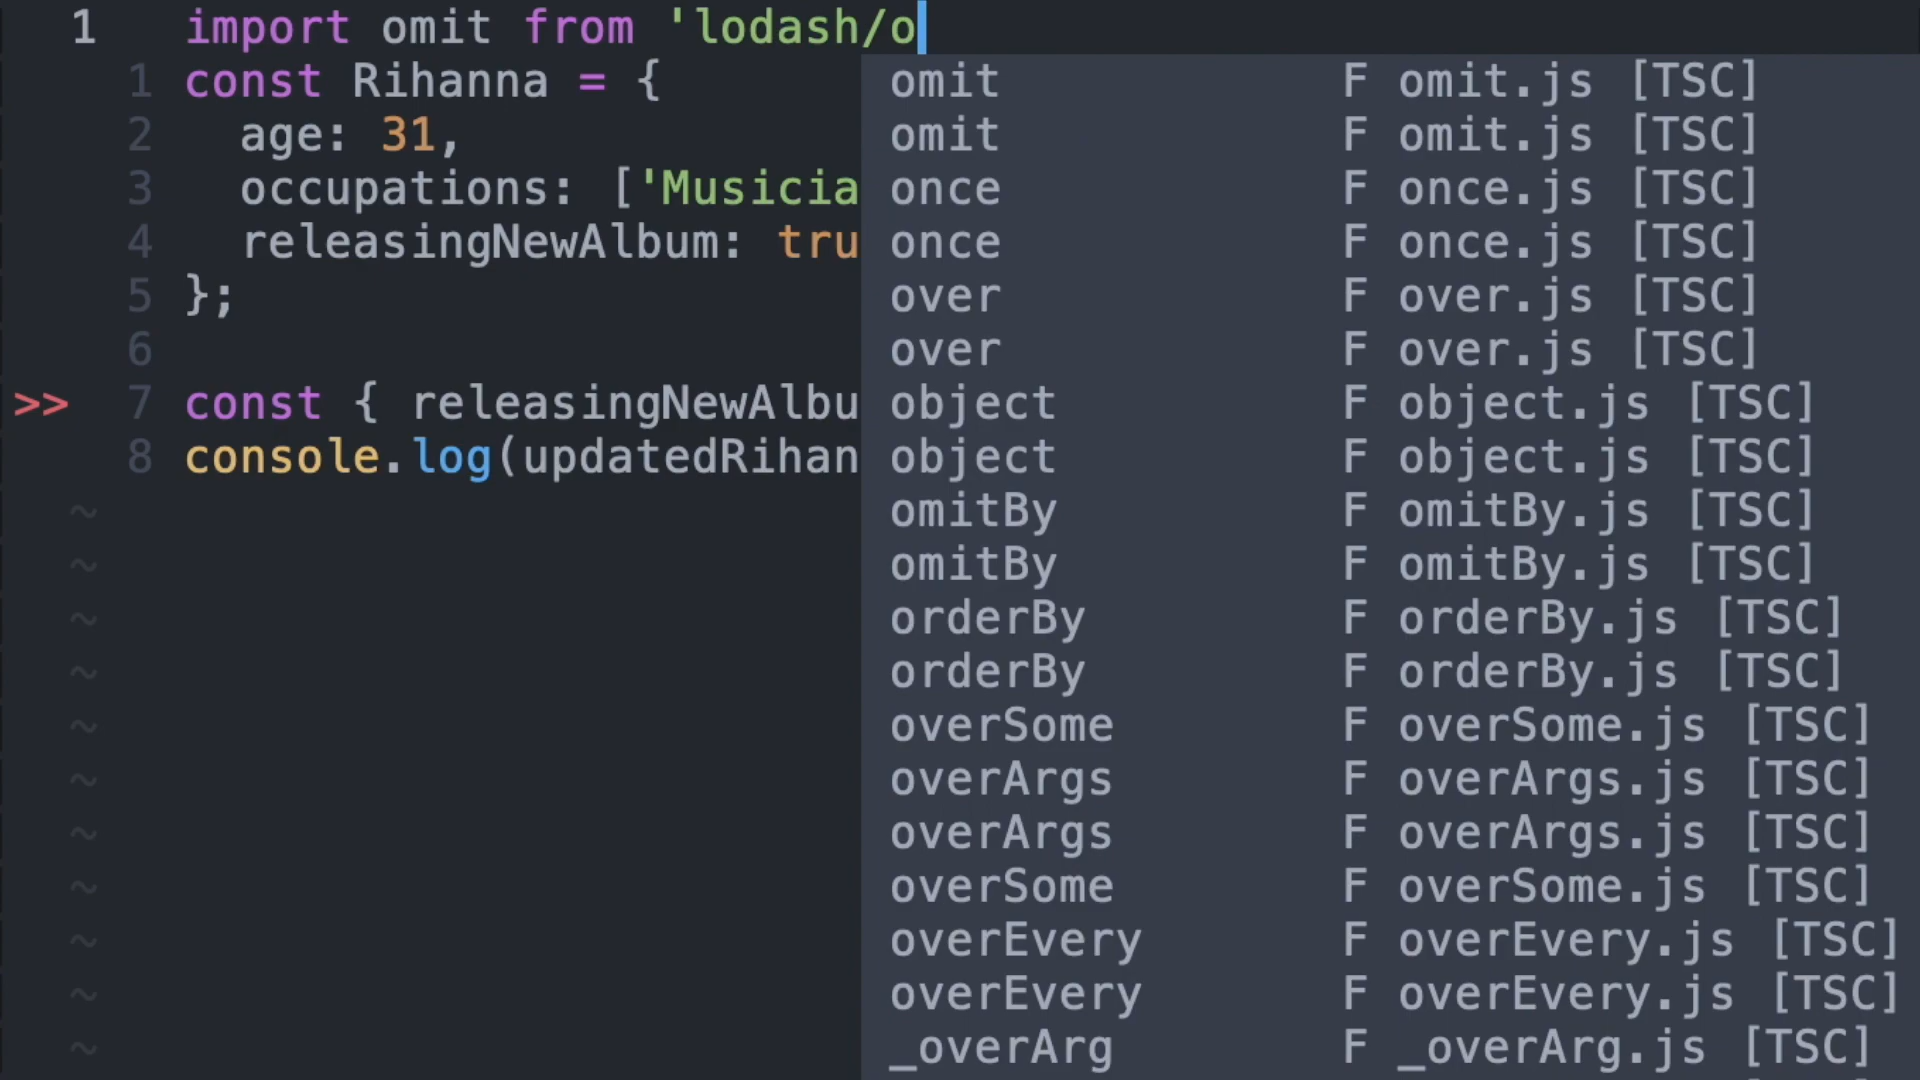 1 import omit from 'lodash/o
1 const Rihanna = { omit F omit.js [TSC]
2 age: 31, omit F omit.js [TSC]
3 occupations: ['Musicia once F once.js [TSC]
4 releasingNewAlbum: tru once F once.js [TSC]
5 }; over F over.js [TSC]
6 over F over.js [TSC]
>> 7 const { releasingNewAlbu object F object.js [TSC]
8 console.log(updatedRihan object F object.js [TSC]
~ omitBy F omitBy.js [TSC]
~ omitBy F omitBy.js [TSC]
~ orderBy F orderBy.js [TSC]
~ orderBy F orderBy.js [TSC]
~ overSome F overSome.js [TSC]
~ overArgs F overArgs.js [TSC]
~ overArgs F overArgs.js [TSC]
~ overSome F overSome.js [TSC]
~ overEvery F overEvery.js [TSC]
~ overEvery F overEvery.js [TSC]
~ _overArg F _overArg.js [TSC]